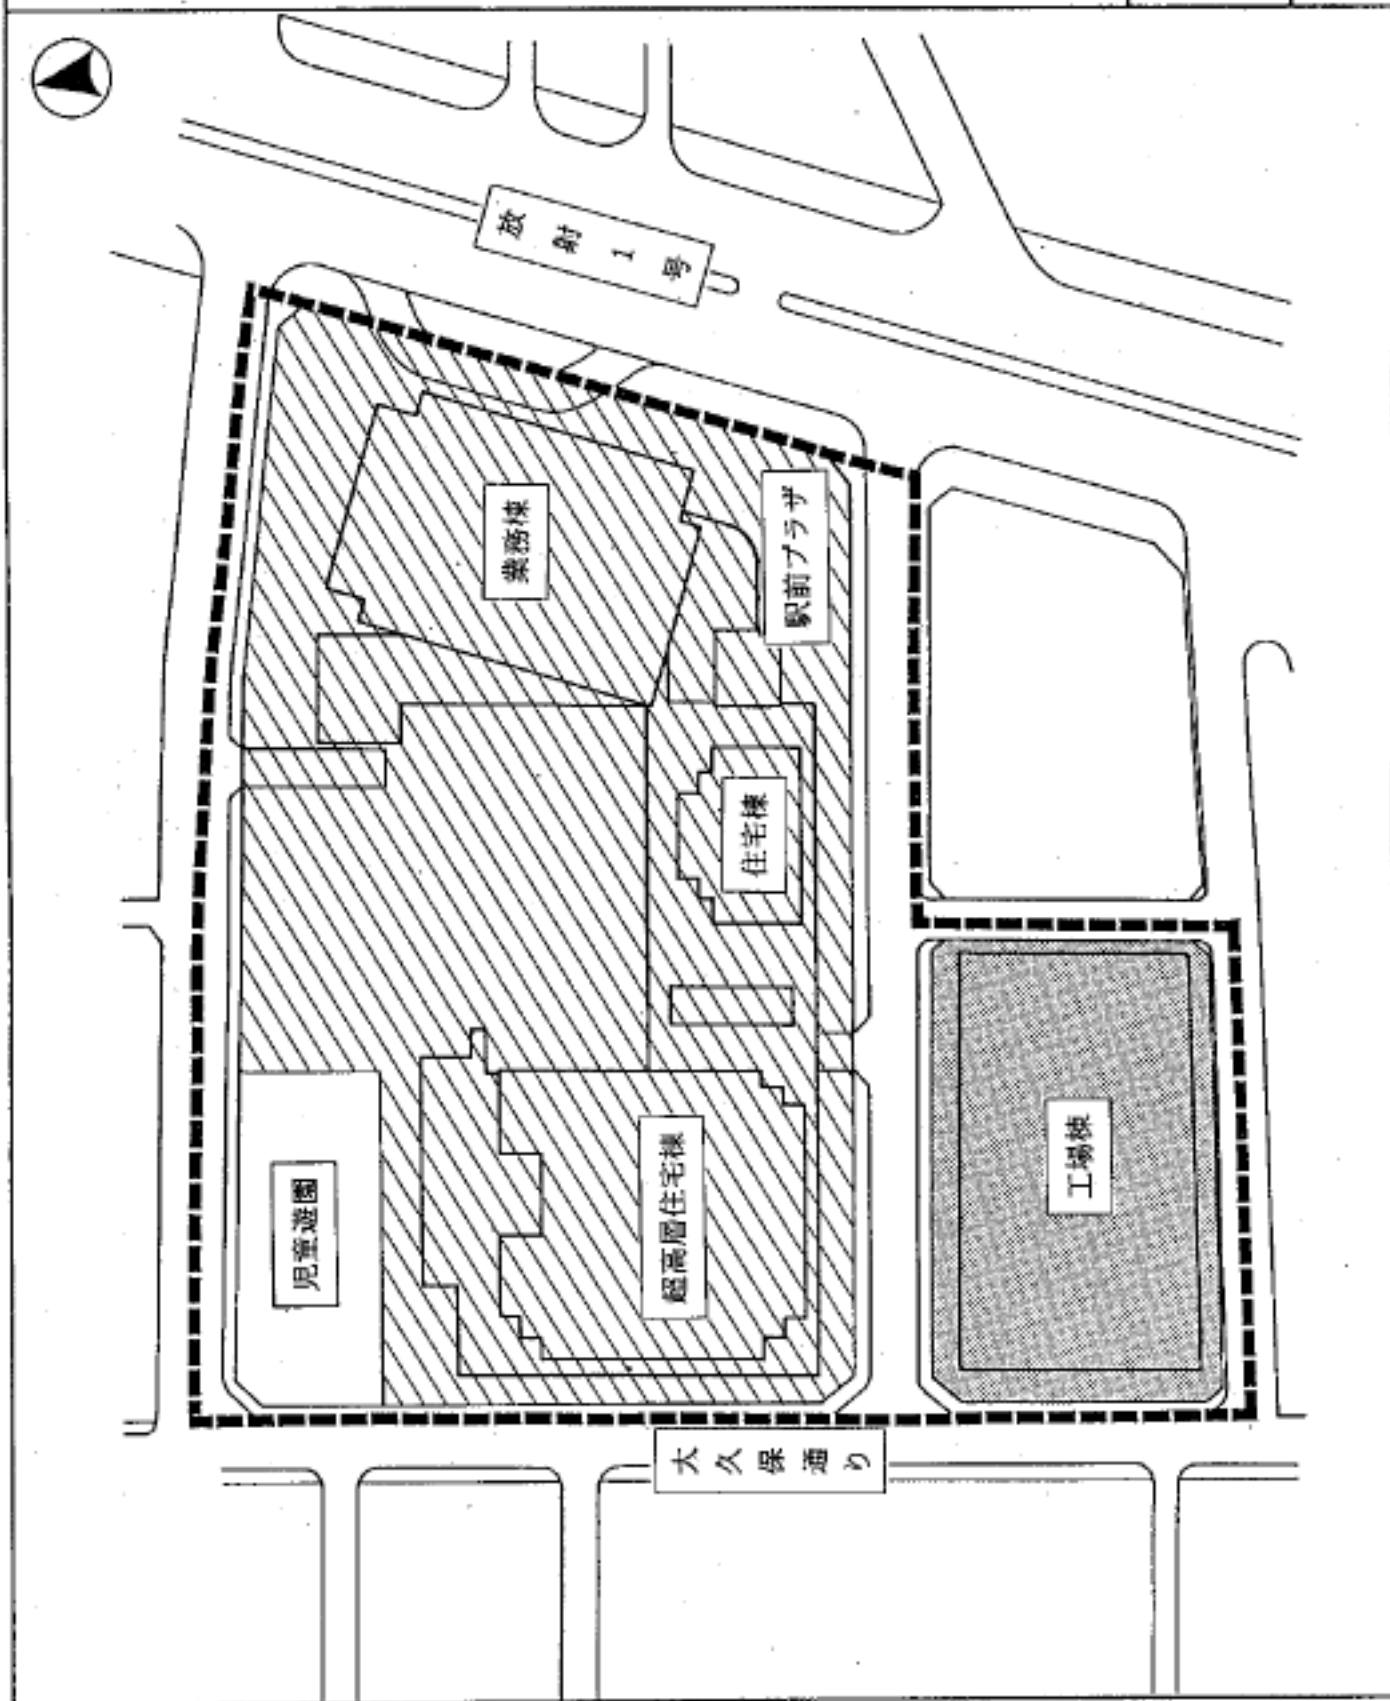 放射1号
業務棟
駅前プラザ
住宅棟
児童遊園
超高層住宅棟
工場棟
大久保通り